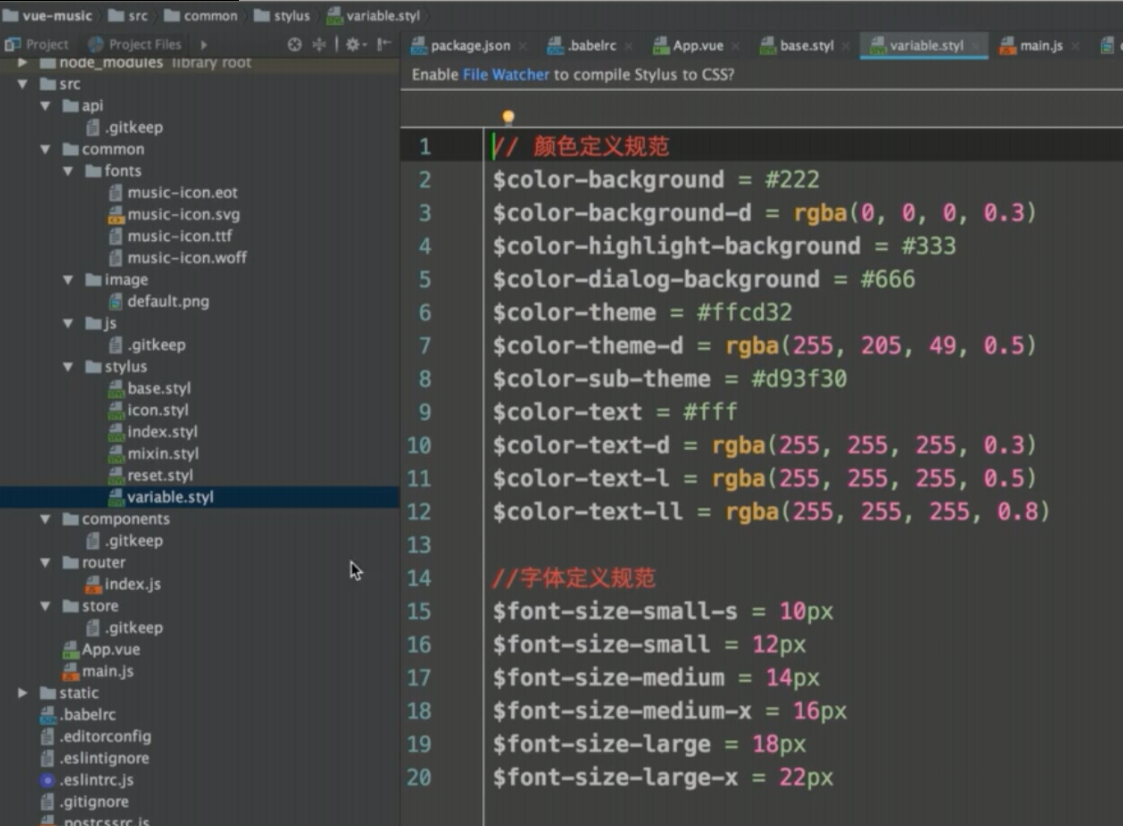 vue-music src common stylus variable.styl
Project Project Files
package.json .babelrc App.vue base.styl variable.styl main.js
Enable File Watcher to compile Stylus to CSS?
node_modules library root
src
api
.gitkeep
common
fonts
music-icon.eot
music-icon.svg
music-icon.ttf
music-icon.woff
image
default.png
js
.gitkeep
stylus
base.styl
icon.styl
index.styl
mixin.styl
reset.styl
variable.styl
components
.gitkeep
router
index.js
store
.gitkeep
App.vue
main.js
static
.babelrc
.editorconfig
.eslintignore
.eslintrc.js
.gitignore
.postcssrc.js
1 // 颜色定义规范
2 $color-background = #222
3 $color-background-d = rgba(0, 0, 0, 0.3)
4 $color-highlight-background = #333
5 $color-dialog-background = #666
6 $color-theme = #ffcd32
7 $color-theme-d = rgba(255, 205, 49, 0.5)
8 $color-sub-theme = #d93f30
9 $color-text = #fff
10 $color-text-d = rgba(255, 255, 255, 0.3)
11 $color-text-l = rgba(255, 255, 255, 0.5)
12 $color-text-ll = rgba(255, 255, 255, 0.8)
13
14 //字体定义规范
15 $font-size-small-s = 10px
16 $font-size-small = 12px
17 $font-size-medium = 14px
18 $font-size-medium-x = 16px
19 $font-size-large = 18px
20 $font-size-large-x = 22px